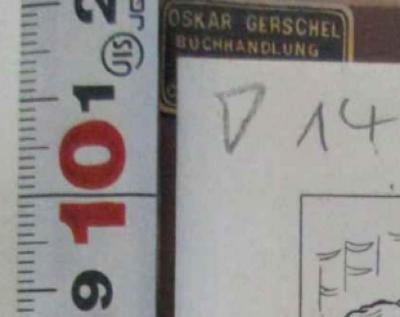 OSKAR GERSCHEL
BUCHHANDLUNG
▽ 14
2
JIS
1
10
9